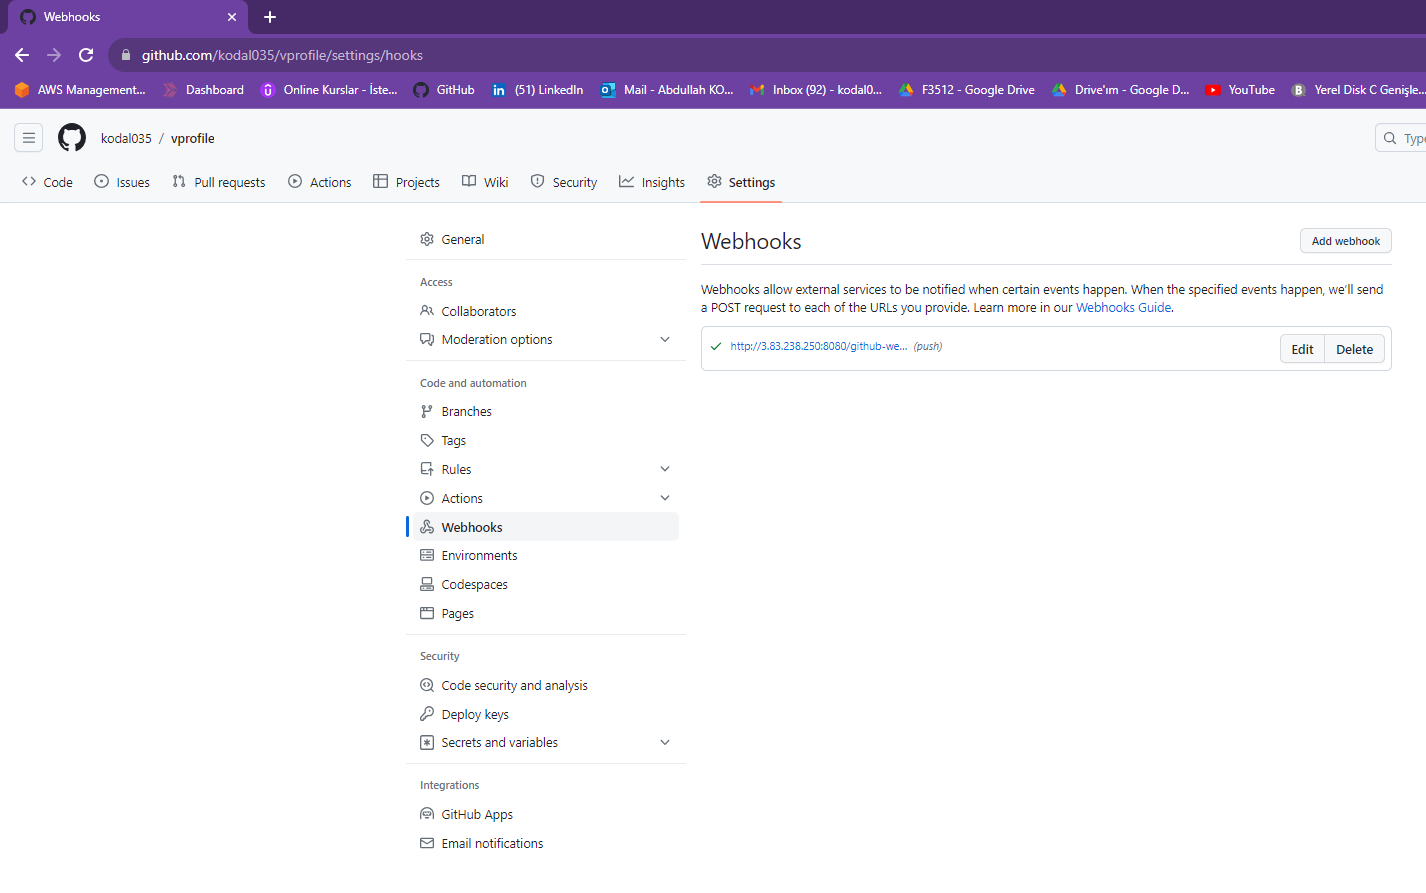 Webhooks
github.com/kodal035/vprofile/settings/hooks
AWS Management... Dashboard Online Kurslar - İste... GitHub (51) LinkedIn Mail - Abdullah KO... Inbox (92) - kodal0... F3512 - Google Drive Drive'ım - Google D... YouTube Yerel Disk C Genişle...
kodal035 / vprofile
Type
Code Issues Pull requests Actions Projects Wiki Security Insights Settings
General
Access
Collaborators
Moderation options
Code and automation
Branches
Tags
Rules
Actions
Webhooks
Environments
Codespaces
Pages
Security
Code security and analysis
Deploy keys
Secrets and variables
Integrations
GitHub Apps
Email notifications
Webhooks
Add webhook
Webhooks allow external services to be notified when certain events happen. When the specified events happen, we'll send
a POST request to each of the URLs you provide. Learn more in our Webhooks Guide.
http://3.83.238.250:8080/github-we... (push)
Edit Delete